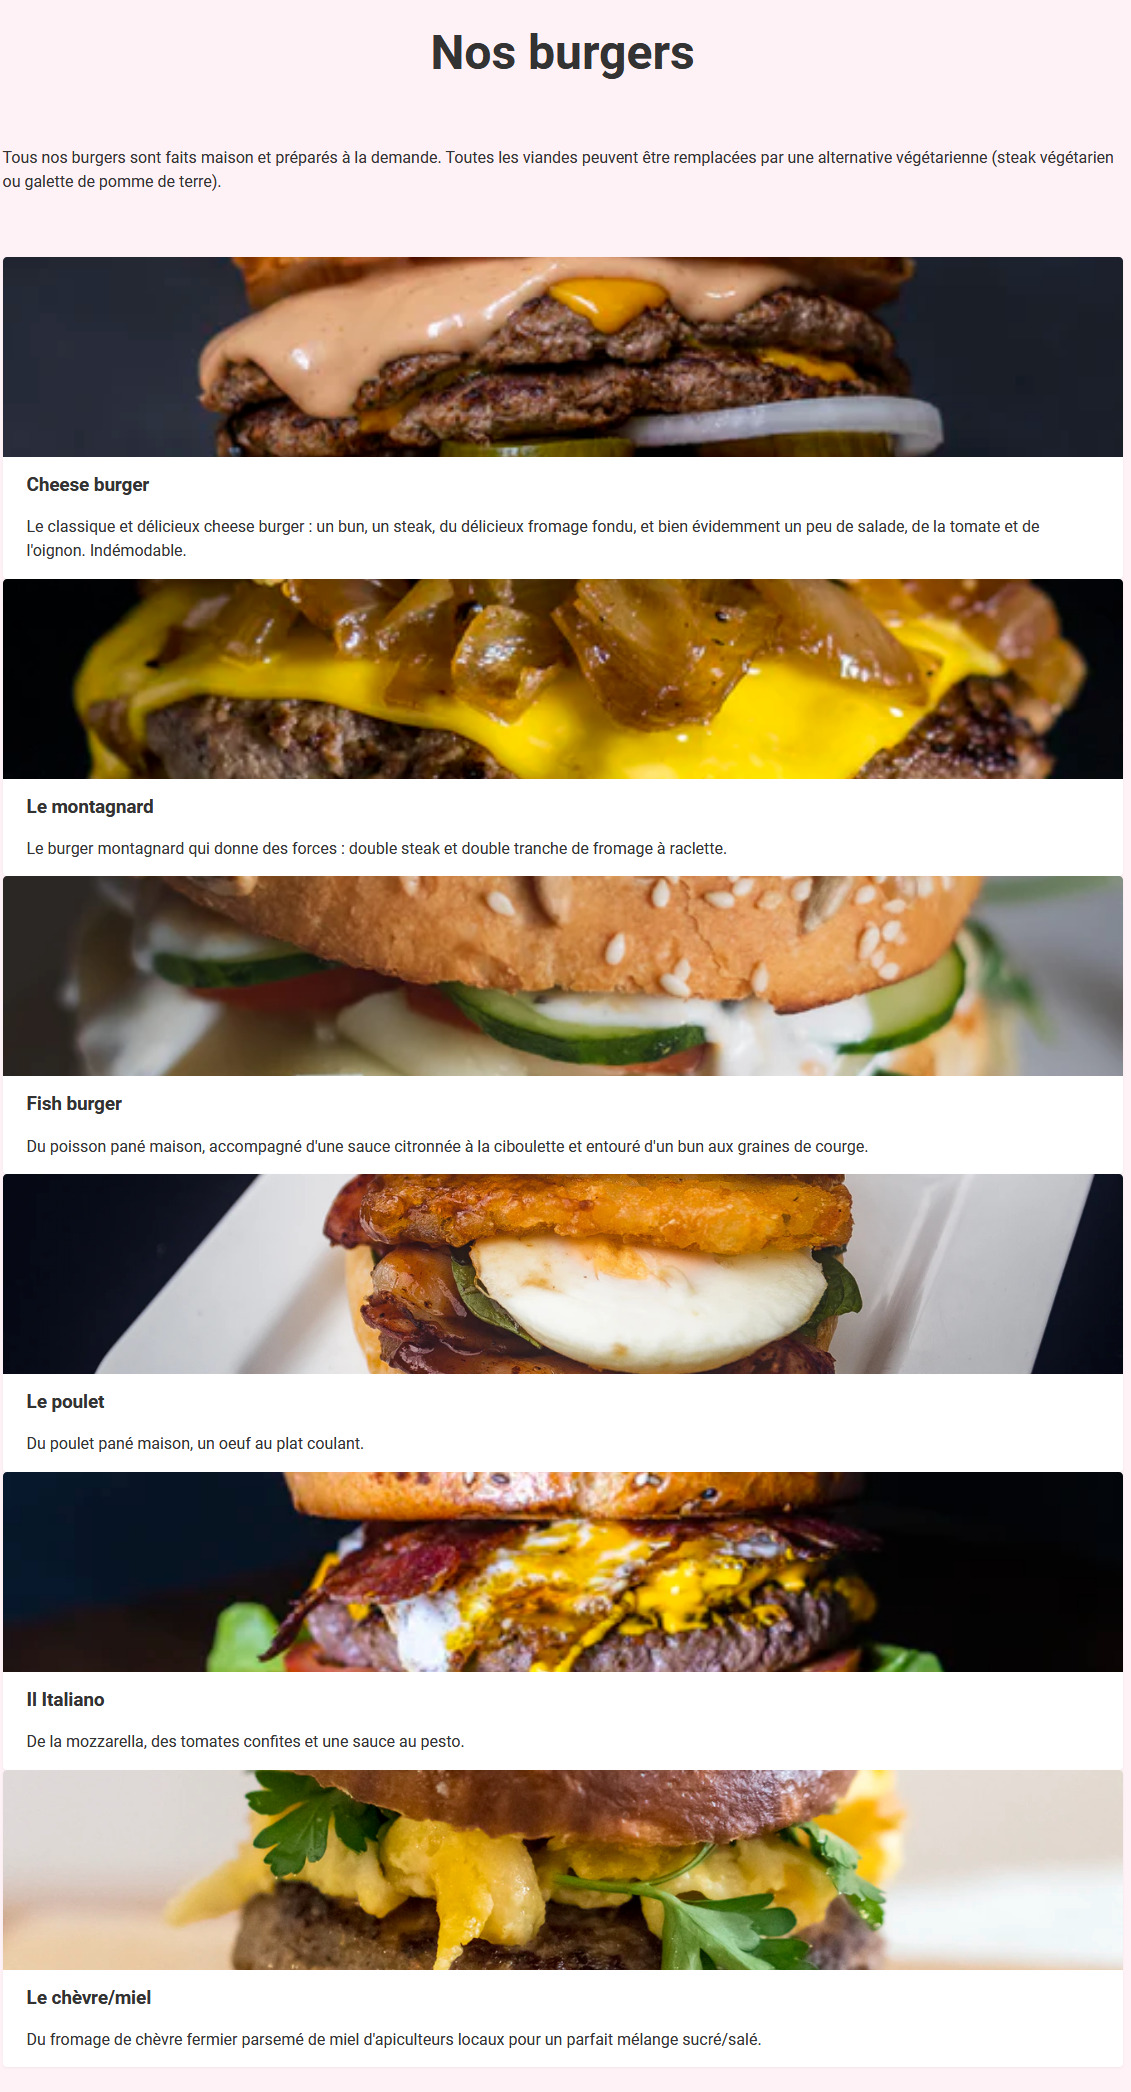 Nos burgers
Tous nos burgers sont faits maison et préparés à la demande. Toutes les viandes peuvent être remplacées par une alternative végétarienne (steak végétarien
ou galette de pomme de terre).
Cheese burger
Le classique et délicieux cheese burger : un bun, un steak, du délicieux fromage fondu, et bien évidemment un peu de salade, de la tomate et de
l'oignon. Indémodable.
Le montagnard
Le burger montagnard qui donne des forces : double steak et double tranche de fromage à raclette.
Fish burger
Du poisson pané maison, accompagné d'une sauce citronnée à la ciboulette et entouré d'un bun aux graines de courge.
Le poulet
Du poulet pané maison, un oeuf au plat coulant.
Il Italiano
De la mozzarella, des tomates confites et une sauce au pesto.
Le chèvre/miel
Du fromage de chèvre fermier parsemé de miel d'apiculteurs locaux pour un parfait mélange sucré/salé.